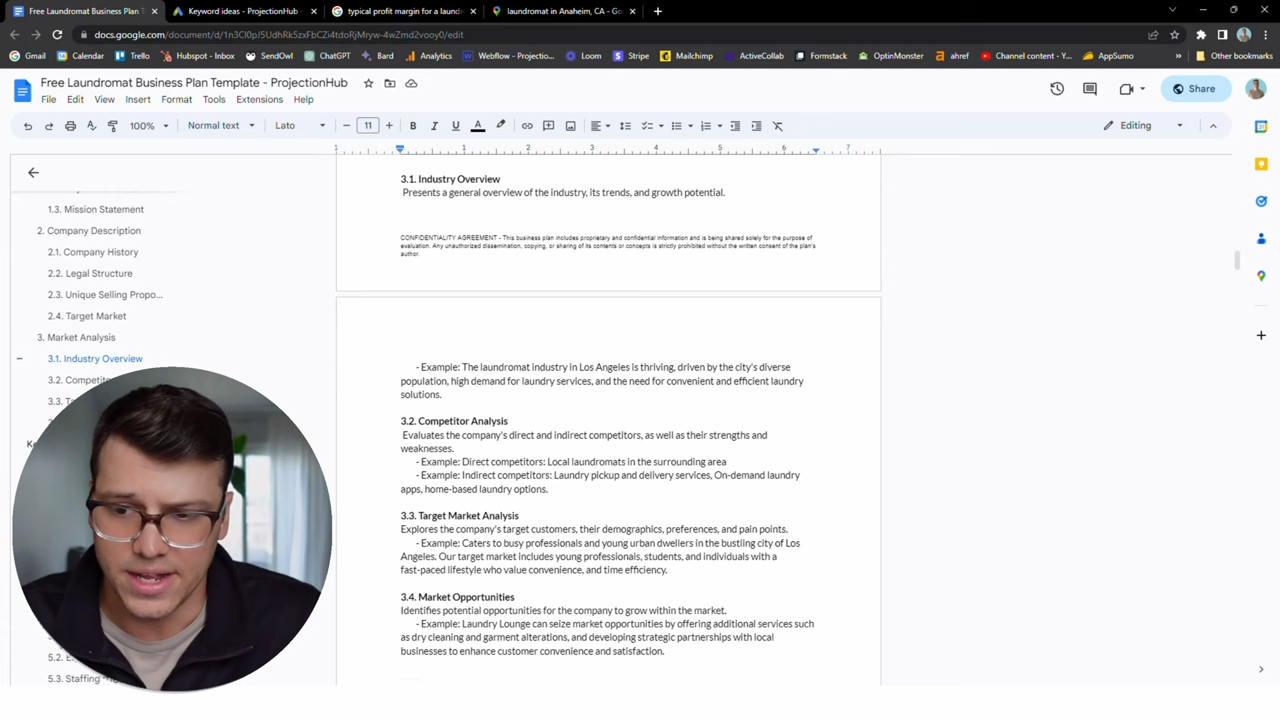 Free Laundromat Business Plan T
Keyword ideas - ProjectionHub
typical profit margin for a laund
laundromat in Anaheim, CA - Go
docs.google.com/document/d/1n3Cl0pJ5UdhRk5zxFbCZi4tdoRjMryw-4wZmd2vooy0/edit
Gmail Calendar Trello Hubspot - Inbox SendOwl ChatGPT Bard Analytics Webflow - Projectio... Loom Stripe Mailchimp ActiveCollab Formstack OptinMonster ahref Channel content - Y... AppSumo Other bookmarks
Free Laundromat Business Plan Template - ProjectionHub
File Edit View Insert Format Tools Extensions Help
Share
100% Normal text Lato 11 Editing
1 1 2 3 4 5 6 7
1.3. Mission Statement
2. Company Description
2.1. Company History
2.2. Legal Structure
2.3. Unique Selling Propo...
2.4. Target Market
3. Market Analysis
3.1. Industry Overview
3.2. Competito
3.3. T
Ke
5.2. E
5.3. Staffing
3.1. Industry Overview
Presents a general overview of the industry, its trends, and growth potential.
CONFIDENTIALITY AGREEMENT - This business plan includes proprietary and confidential information and is being shared solely for the purpose of
evaluation. Any unauthorized dissemination, copying, or sharing of its contents or concepts is strictly prohibited without the written consent of the plan's
author.
- Example: The laundromat industry in Los Angeles is thriving, driven by the city's diverse
population, high demand for laundry services, and the need for convenient and efficient laundry
solutions.
3.2. Competitor Analysis
Evaluates the company's direct and indirect competitors, as well as their strengths and
weaknesses.
- Example: Direct competitors: Local laundromats in the surrounding area
- Example: Indirect competitors: Laundry pickup and delivery services, On-demand laundry
apps, home-based laundry options.
3.3. Target Market Analysis
Explores the company's target customers, their demographics, preferences, and pain points.
- Example: Caters to busy professionals and young urban dwellers in the bustling city of Los
Angeles. Our target market includes young professionals, students, and individuals with a
fast-paced lifestyle who value convenience, and time efficiency.
3.4. Market Opportunities
Identifies potential opportunities for the company to grow within the market.
- Example: Laundry Lounge can seize market opportunities by offering additional services such
as dry cleaning and garment alterations, and developing strategic partnerships with local
businesses to enhance customer convenience and satisfaction.